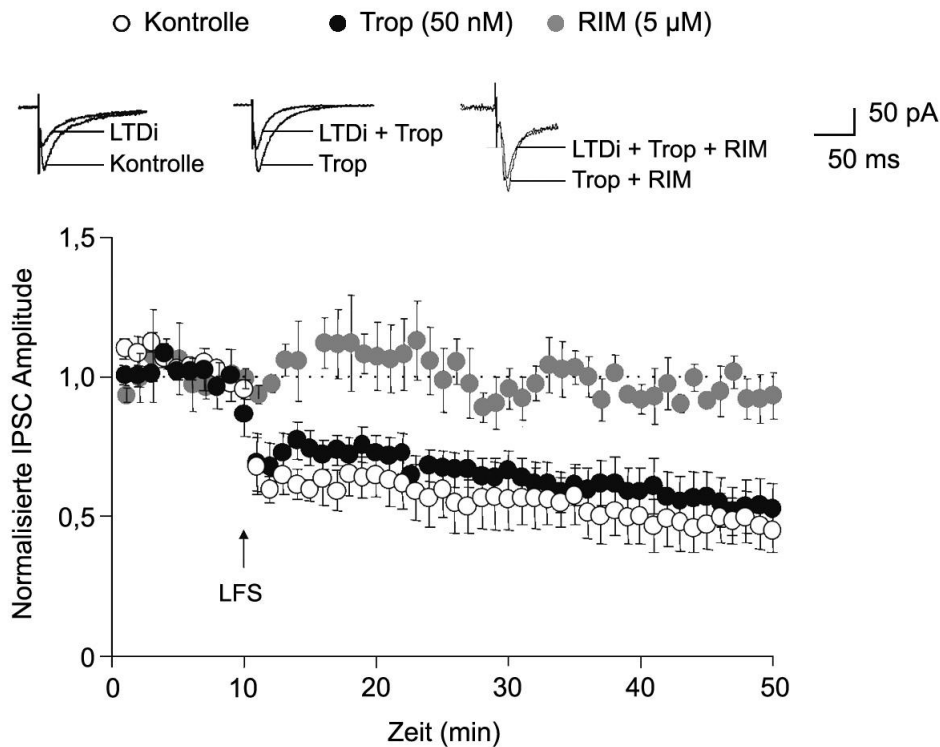 Kontrolle Trop (50 nM) RIM (5 µM)
LTDi
Kontrolle
LTDi + Trop
Trop
LTDi + Trop + RIM
Trop + RIM
50 pA
50 ms
Normalisierte IPSC Amplitude
1,5
1,0
0,5
0
LFS
0 10 20 30 40 50
Zeit (min)